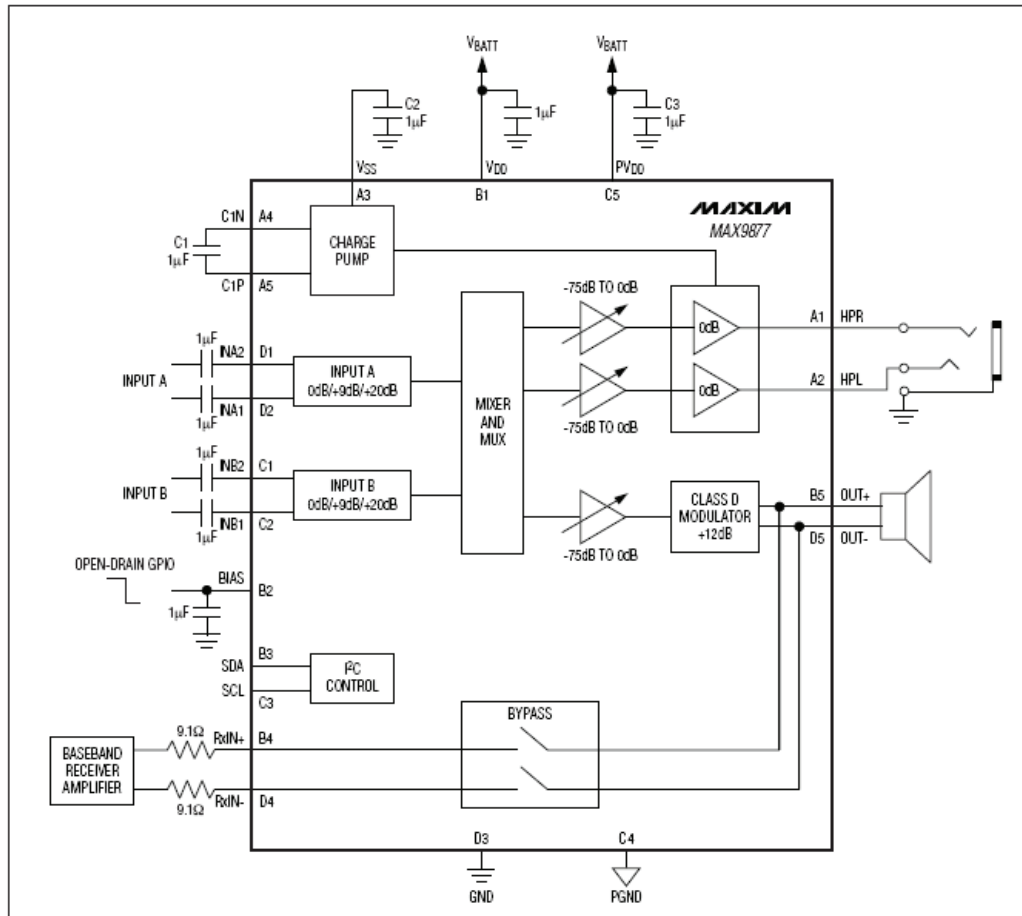 VBATT
VBATT
C2
1µF
1µF
C3
1µF
VSS
VDD
PVDD
A3
B1
C5
MAXIM
MAX9877
C1N
A4
C1
1µF
CHARGE
PUMP
C1P
A5
-75dB TO 0dB
0dB
A1
HPR
1µF
INA2
D1
INPUT A
INPUT A
0dB/+9dB/+20dB
INA1
D2
1µF
MIXER
AND
MUX
0dB
A2
HPL
-75dB TO 0dB
1µF
INB2
C1
INPUT B
INPUT B
0dB/+9dB/+20dB
INB1
C2
1µF
CLASS D
MODULATOR
+12dB
B5
OUT+
D5
OUT-
-75dB TO 0dB
OPEN-DRAIN GPIO
BIAS
B2
1µF
SDA
B3
I²C
CONTROL
SCL
C3
BYPASS
BASEBAND
RECEIVER
AMPLIFIER
9.1Ω
RxIN+
B4
9.1Ω
RxIN-
D4
D3
C4
GND
PGND